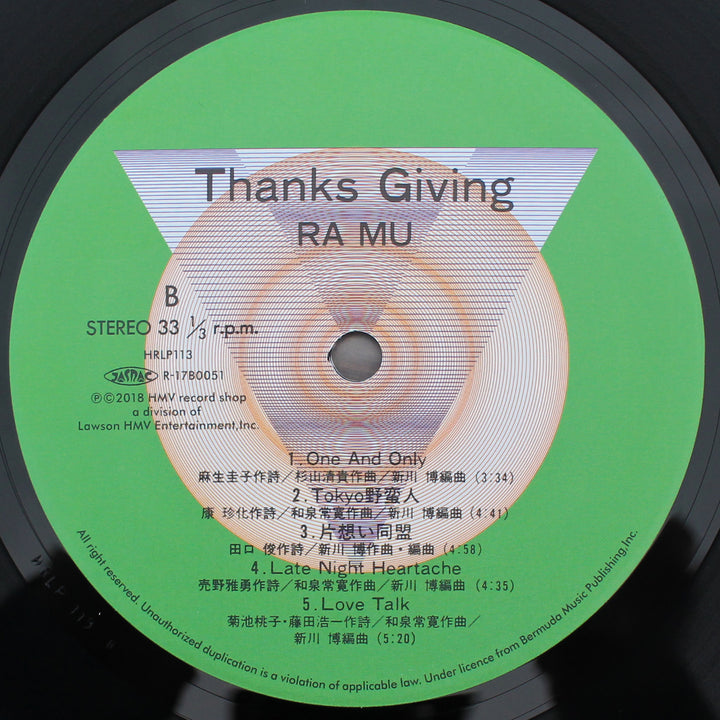 Thanks Giving
RA MU
B
STEREO 33 1/3 r.p.m.
HRLP113
JASRAC R-17B0051
ⓅⒸ2018 HMV record shop
a division of
Lawson HMV Entertainment,Inc.
1.One And Only
麻生圭子作詩／杉山清貴作曲／新川 博編曲 (3:34)
2.Tokyo野蛮人
康 珍化作詩／和泉常寛作曲／新川 博編曲 (4:41)
3.片想い同盟
田口 俊作詩／新川 博作曲・編曲 (4:58)
4.Late Night Heartache
売野雅勇作詩／和泉常寛作曲／新川 博編曲 (4:35)
5.Love Talk
菊池桃子・藤田浩一作詩／和泉常寛作曲／
新川 博編曲 (5:20)
All right reserved. Unauthorized duplication is a violation of applicable law. Under licence from Bermuda Music Publishing,Inc.